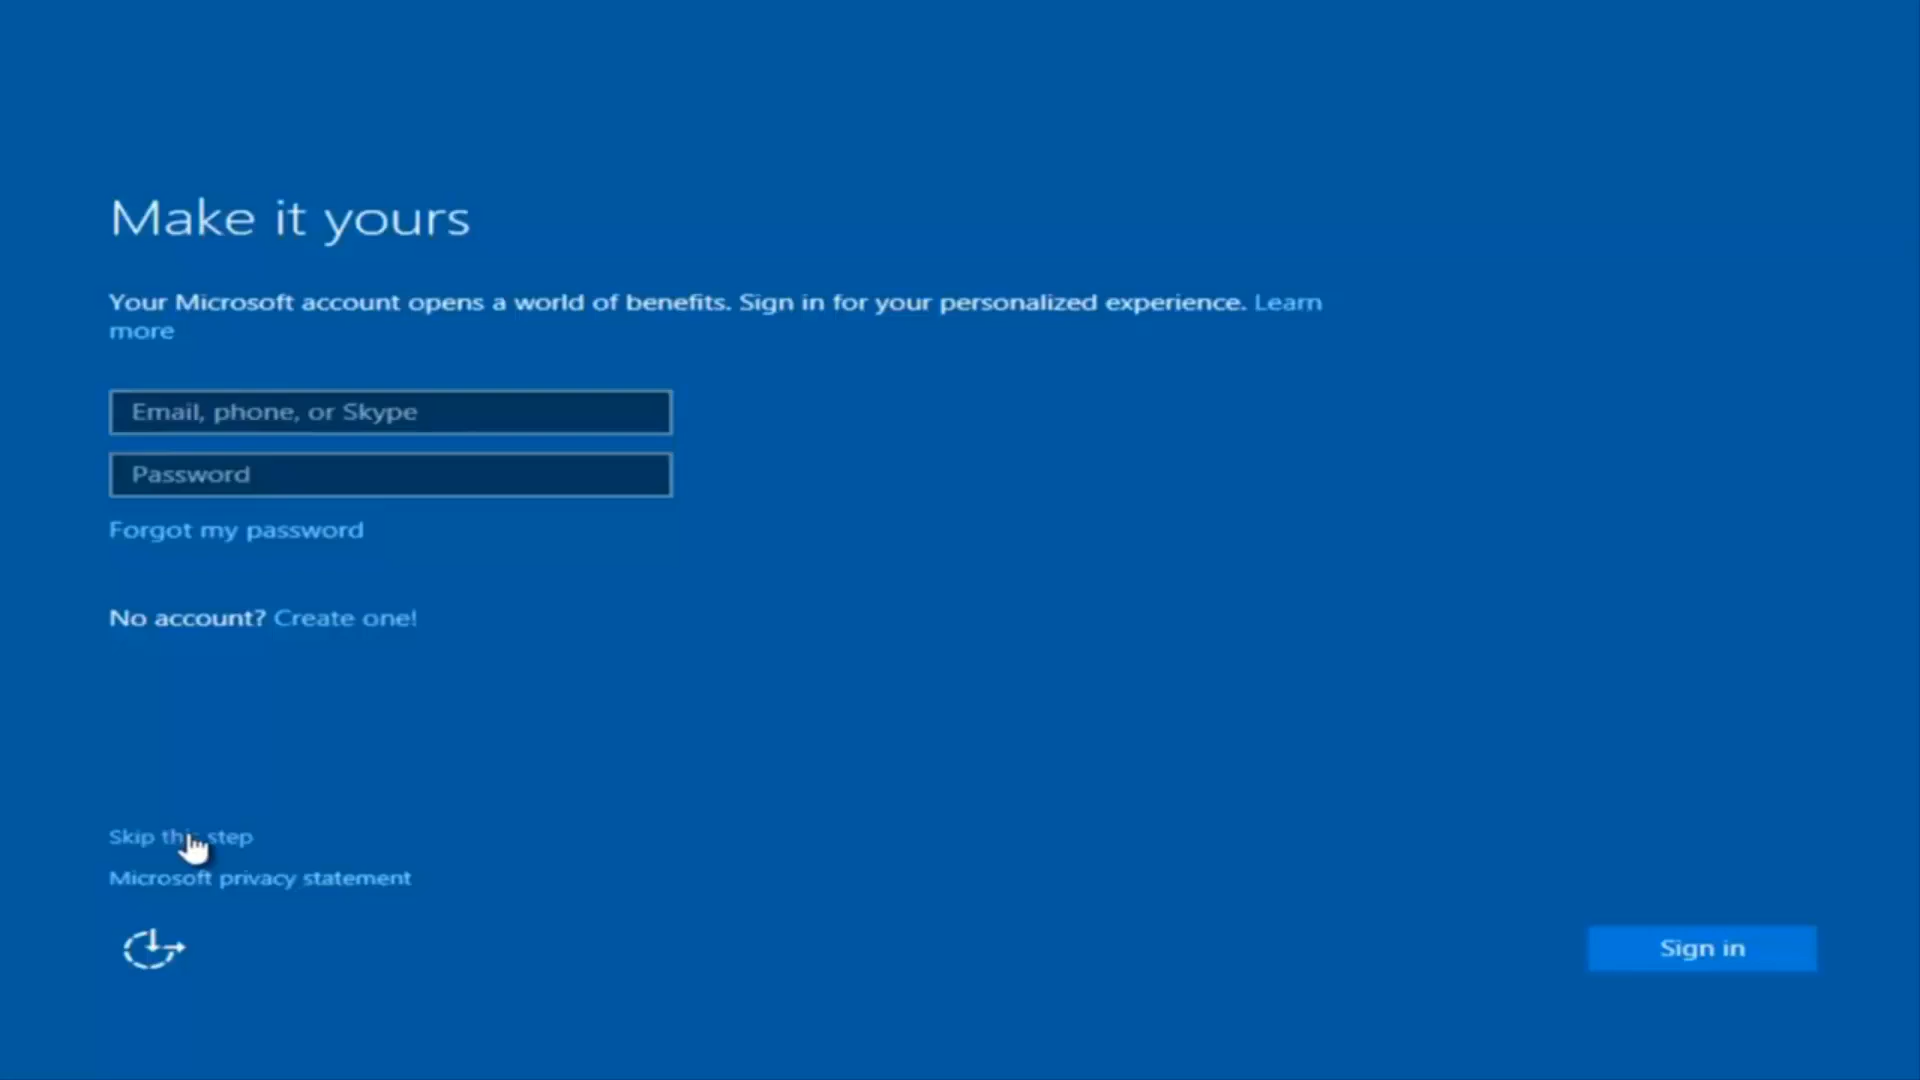 Make it yours
Your Microsoft account opens a world of benefits. Sign in for your personalized experience. Learn
more
Email, phone, or Skype
Password
Forgot my password
No account? Create one!
Skip this step
Microsoft privacy statement
Sign in